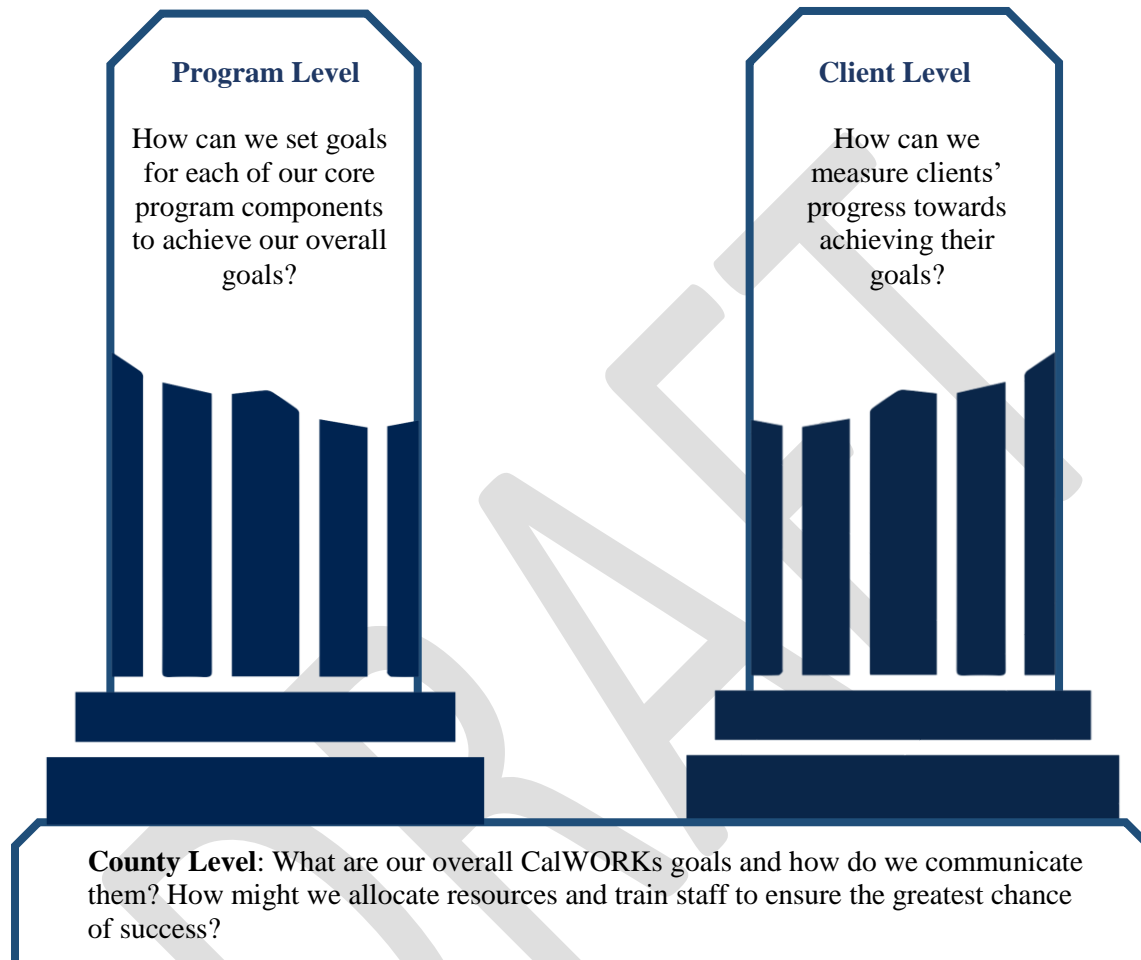 Program Level
How can we set goals
for each of our core
program components
to achieve our overall
goals?
Client Level
How can we
measure clients’
progress towards
achieving their
goals?
County Level: What are our overall CalWORKs goals and how do we communicate
them? How might we allocate resources and train staff to ensure the greatest chance
of success?
DRAFT